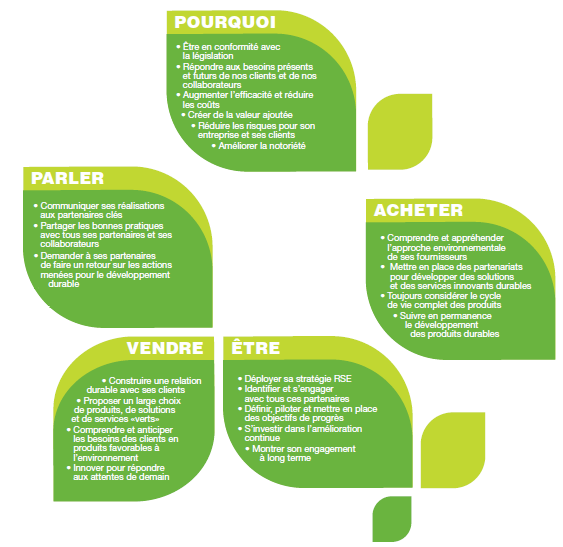 POURQUOI
• Être en conformité avec
la législation
• Répondre aux besoins présents
et futurs de nos clients et de nos
collaborateurs
• Augmenter l'efficacité et réduire
les coûts
• Créer de la valeur ajoutée
• Réduire les risques pour son
entreprise et ses clients
• Améliorer la notoriété
PARLER
• Communiquer ses réalisations
aux partenaires clés
• Partager les bonnes pratiques
avec tous ses partenaires et ses
collaborateurs
• Demander à ses partenaires
de faire un retour sur les actions
menées pour le développement
durable
ACHETER
• Comprendre et appréhender
l'approche environnementale
de ses fournisseurs
• Mettre en place des partenariats
pour développer des solutions
et des services innovants durables
• Toujours considérer le cycle
de vie complet des produits
• Suivre en permanence
le développement
des produits durables
VENDRE
• Construire une relation
durable avec ses clients
• Proposer un large choix
de produits, de solutions
et de services «verts»
• Comprendre et anticiper
les besoins des clients en
produits favorables à
l'environnement
• Innover pour répondre
aux attentes de demain
ÊTRE
• Déployer sa stratégie RSE
• Identifier et s'engager
avec tous ces partenaires
• Définir, piloter et mettre en place
des objectifs de progrès
• S'investir dans l'amélioration
continue
• Montrer son engagement
à long terme